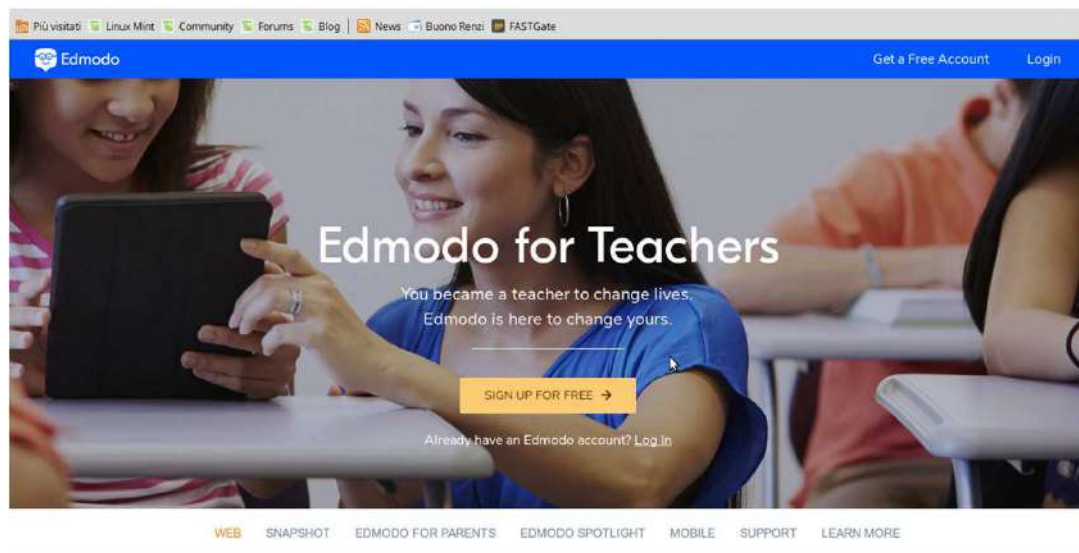 Più visitati Linux Mint Community Forums Blog News Buono Renzi FASTGate
Edmodo Get a Free Account Login
Edmodo for Teachers
You became a teacher to change lives.
Edmodo is here to change yours.
SIGN UP FOR FREE →
Already have an Edmodo account? Log In
WEB SNAPSHOT EDMODO FOR PARENTS EDMODO SPOTLIGHT MOBILE SUPPORT LEARN MORE